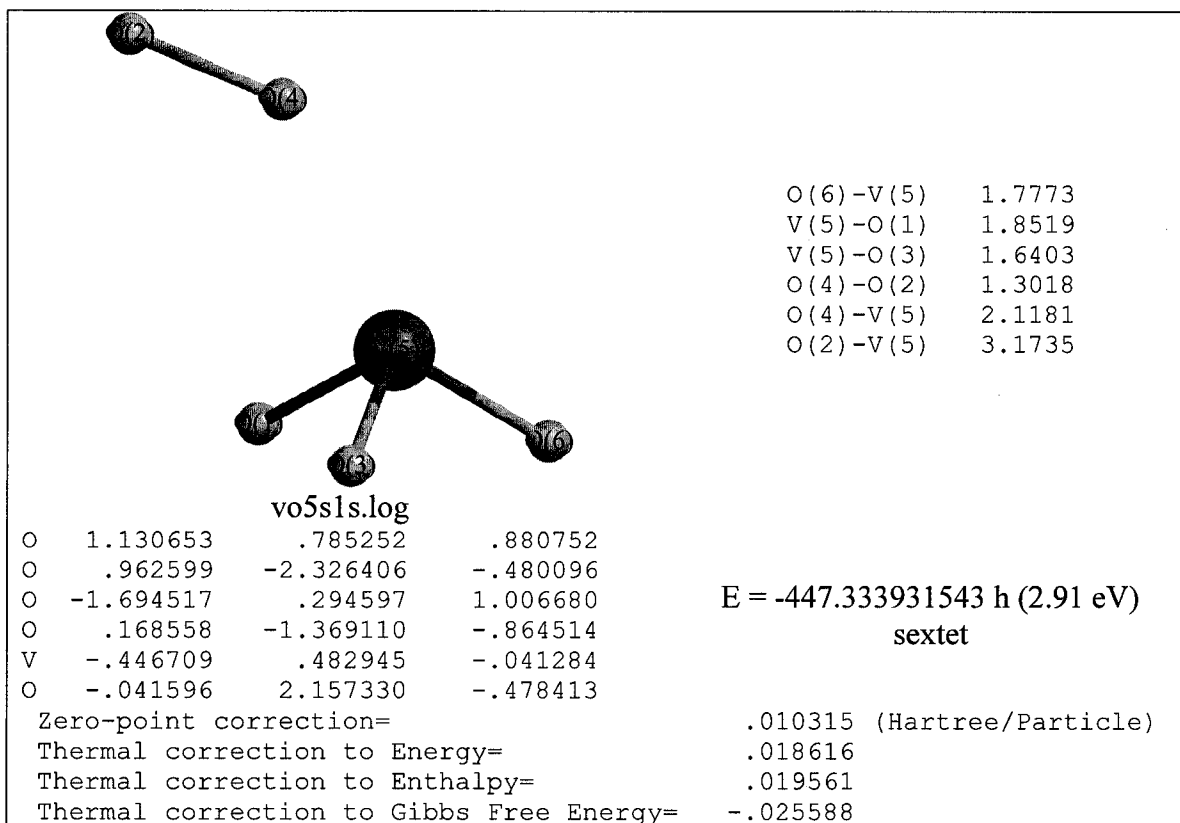 O(2
O(4
O(6)-V(5) 1.7773
V(5)-O(1) 1.8519
V(5)-O(3) 1.6403
O(4)-O(2) 1.3018
O(4)-V(5) 2.1181
O(2)-V(5) 3.1735
vo5s1s.log
O 1.130653 .785252 .880752
O .962599 -2.326406 -.480096
O -1.694517 .294597 1.006680
O .168558 -1.369110 -.864514
V -.446709 .482945 -.041284
O -.041596 2.157330 -.478413
E = -447.333931543 h (2.91 eV)
sextet
Zero-point correction= .010315 (Hartree/Particle)
Thermal correction to Energy= .018616
Thermal correction to Enthalpy= .019561
Thermal correction to Gibbs Free Energy= -.025588